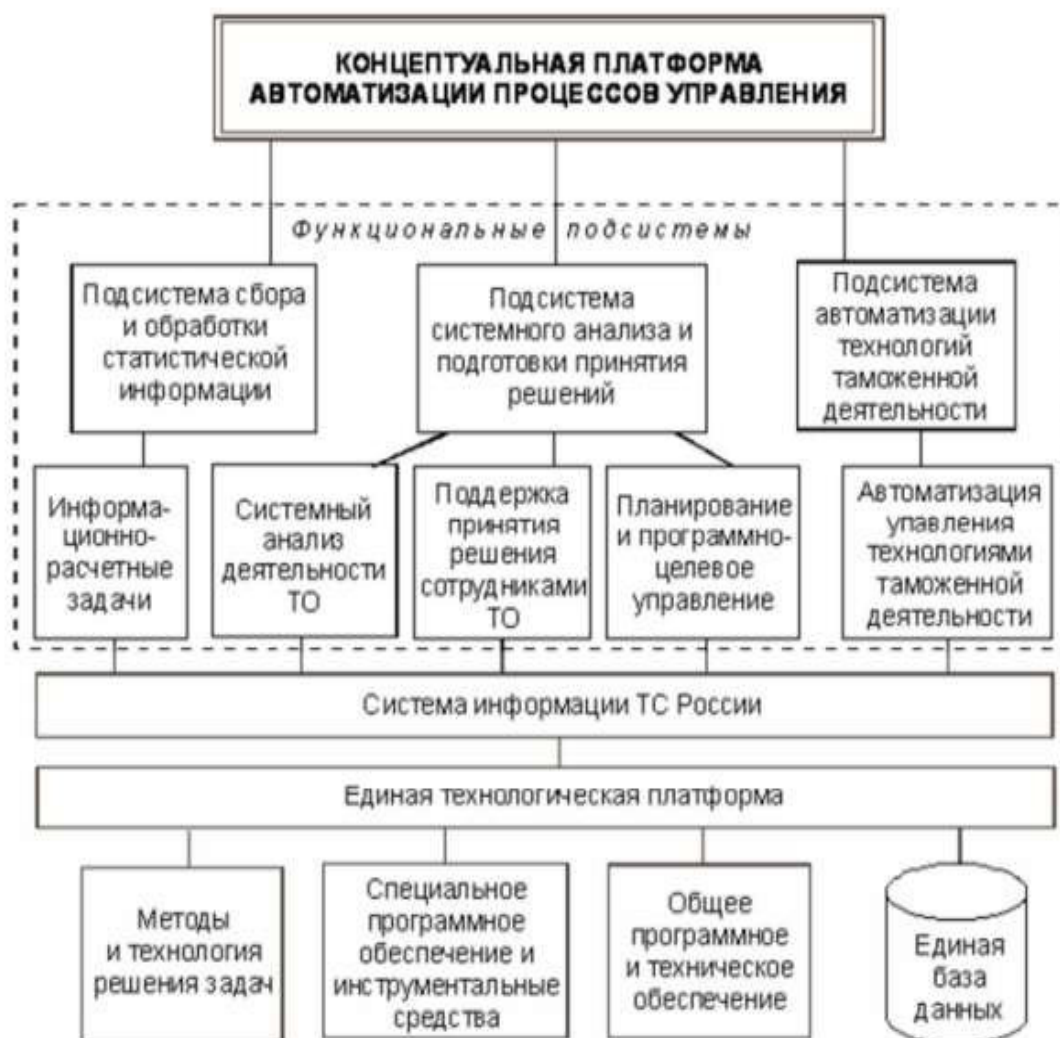 КОНЦЕПТУАЛЬНАЯ ПЛАТФОРМА
АВТОМАТИЗАЦИИ ПРОЦЕССОВ УПРАВЛЕНИЯ
Функциональные подсистемы
Подсистема сбора
и обработки
статистической
информации
Подсистема
системного анализа и
подготовки принятия
решений
Подсистема
автоматизации
технологий
таможенной
деятельности
Информа-
ционно-
расчетные
задачи
Системный
анализ
деятельности
ТО
Поддержка
принятия
решения
сотрудниками
ТО
Планирование
и программно-
целевое
управление
Автоматизация
упавления
технологиями
таможенной
деятельности
Система информации ТС России
Единая технологическая платформа
Методы
и технология
решения задач
Специальное
программное
обеспечение и
инструментальные
средства
Общее
программное
и техническое
обеспечение
Единая
база
данных